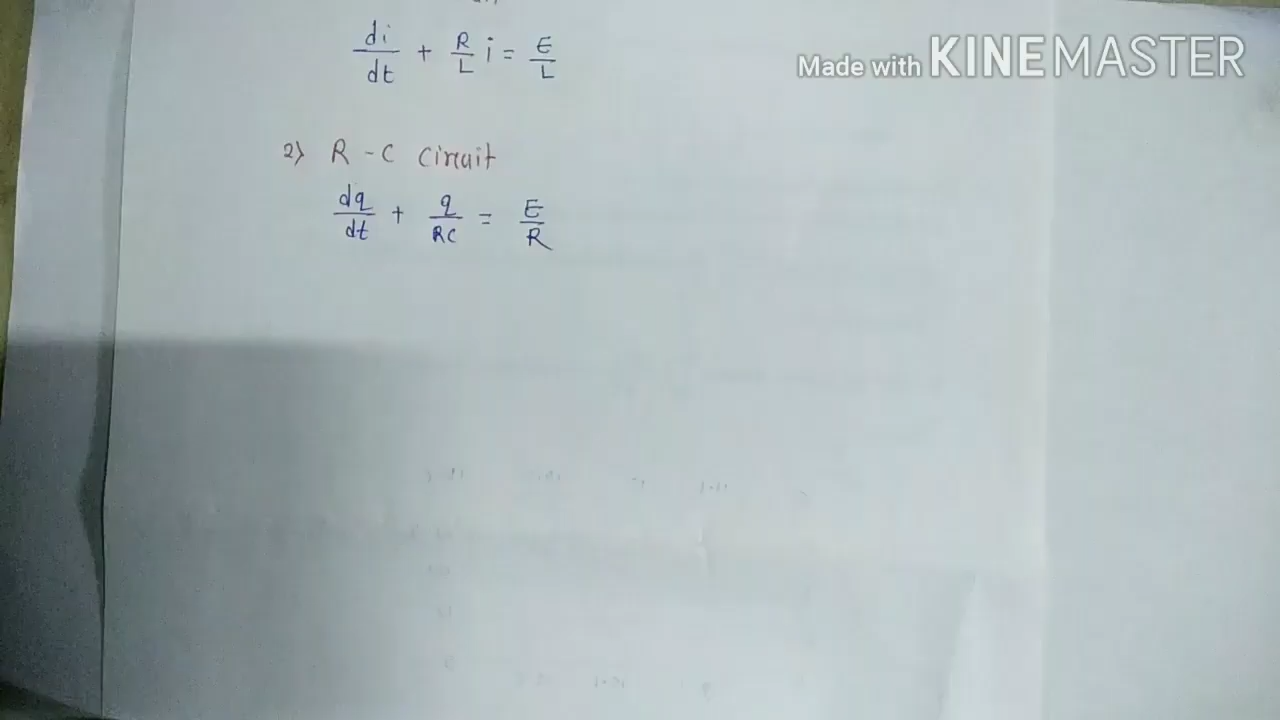 di/dt + R/L i = E/L
Made with KINEMASTER
2) R-C circuit
dq/dt + q/RC = E/R